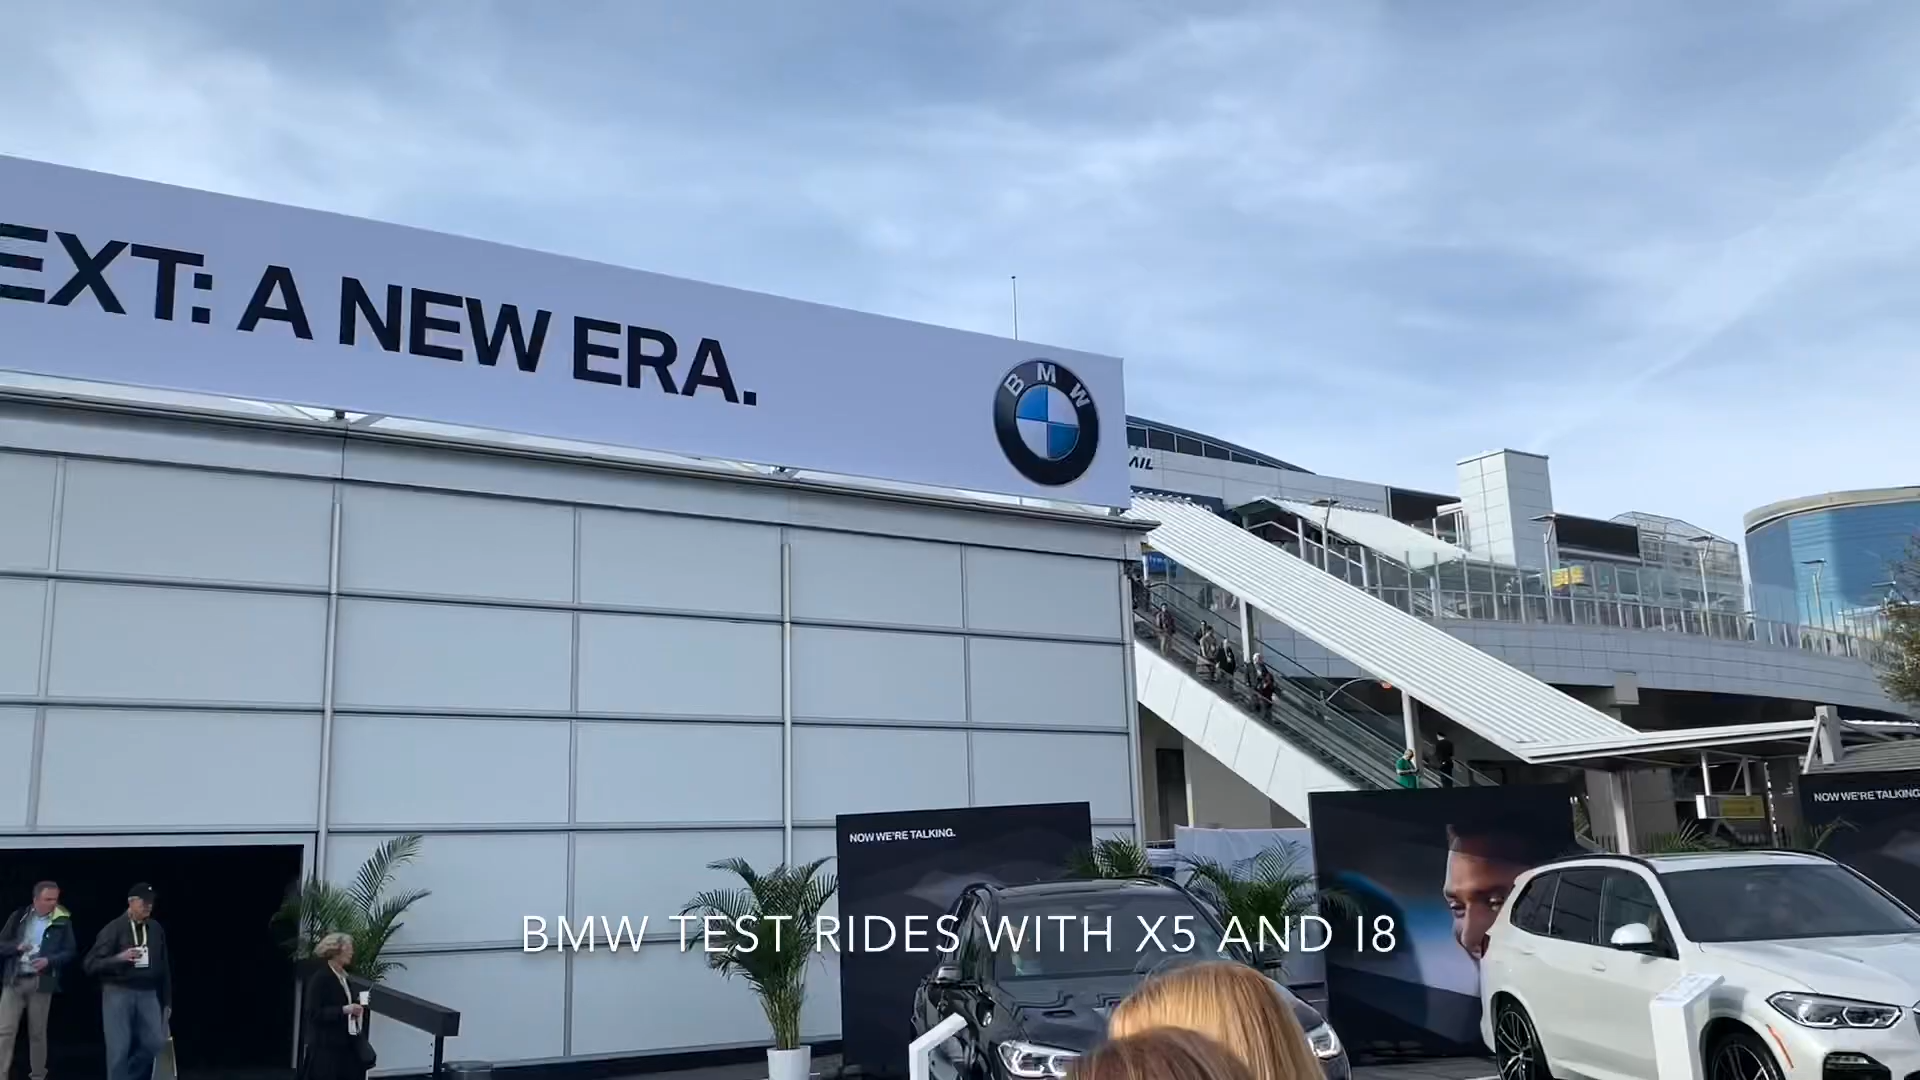 EXT: A NEW ERA.
BMW
AIL
NOW WE'RE TALKING.
NOW WE'RE TALKING
BMW TEST RIDES WITH X5 AND I8